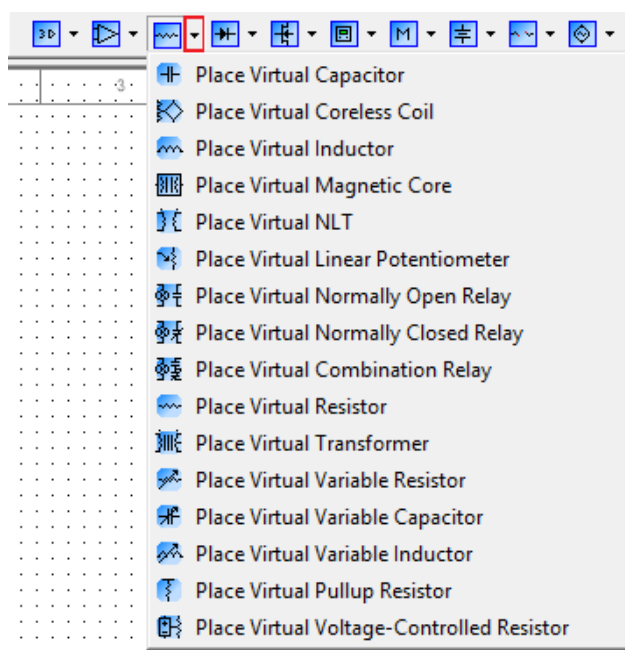 3D
M
3
Place Virtual Capacitor
Place Virtual Coreless Coil
Place Virtual Inductor
Place Virtual Magnetic Core
Place Virtual NLT
Place Virtual Linear Potentiometer
Place Virtual Normally Open Relay
Place Virtual Normally Closed Relay
Place Virtual Combination Relay
Place Virtual Resistor
Place Virtual Transformer
Place Virtual Variable Resistor
Place Virtual Variable Capacitor
Place Virtual Variable Inductor
Place Virtual Pullup Resistor
Place Virtual Voltage-Controlled Resistor